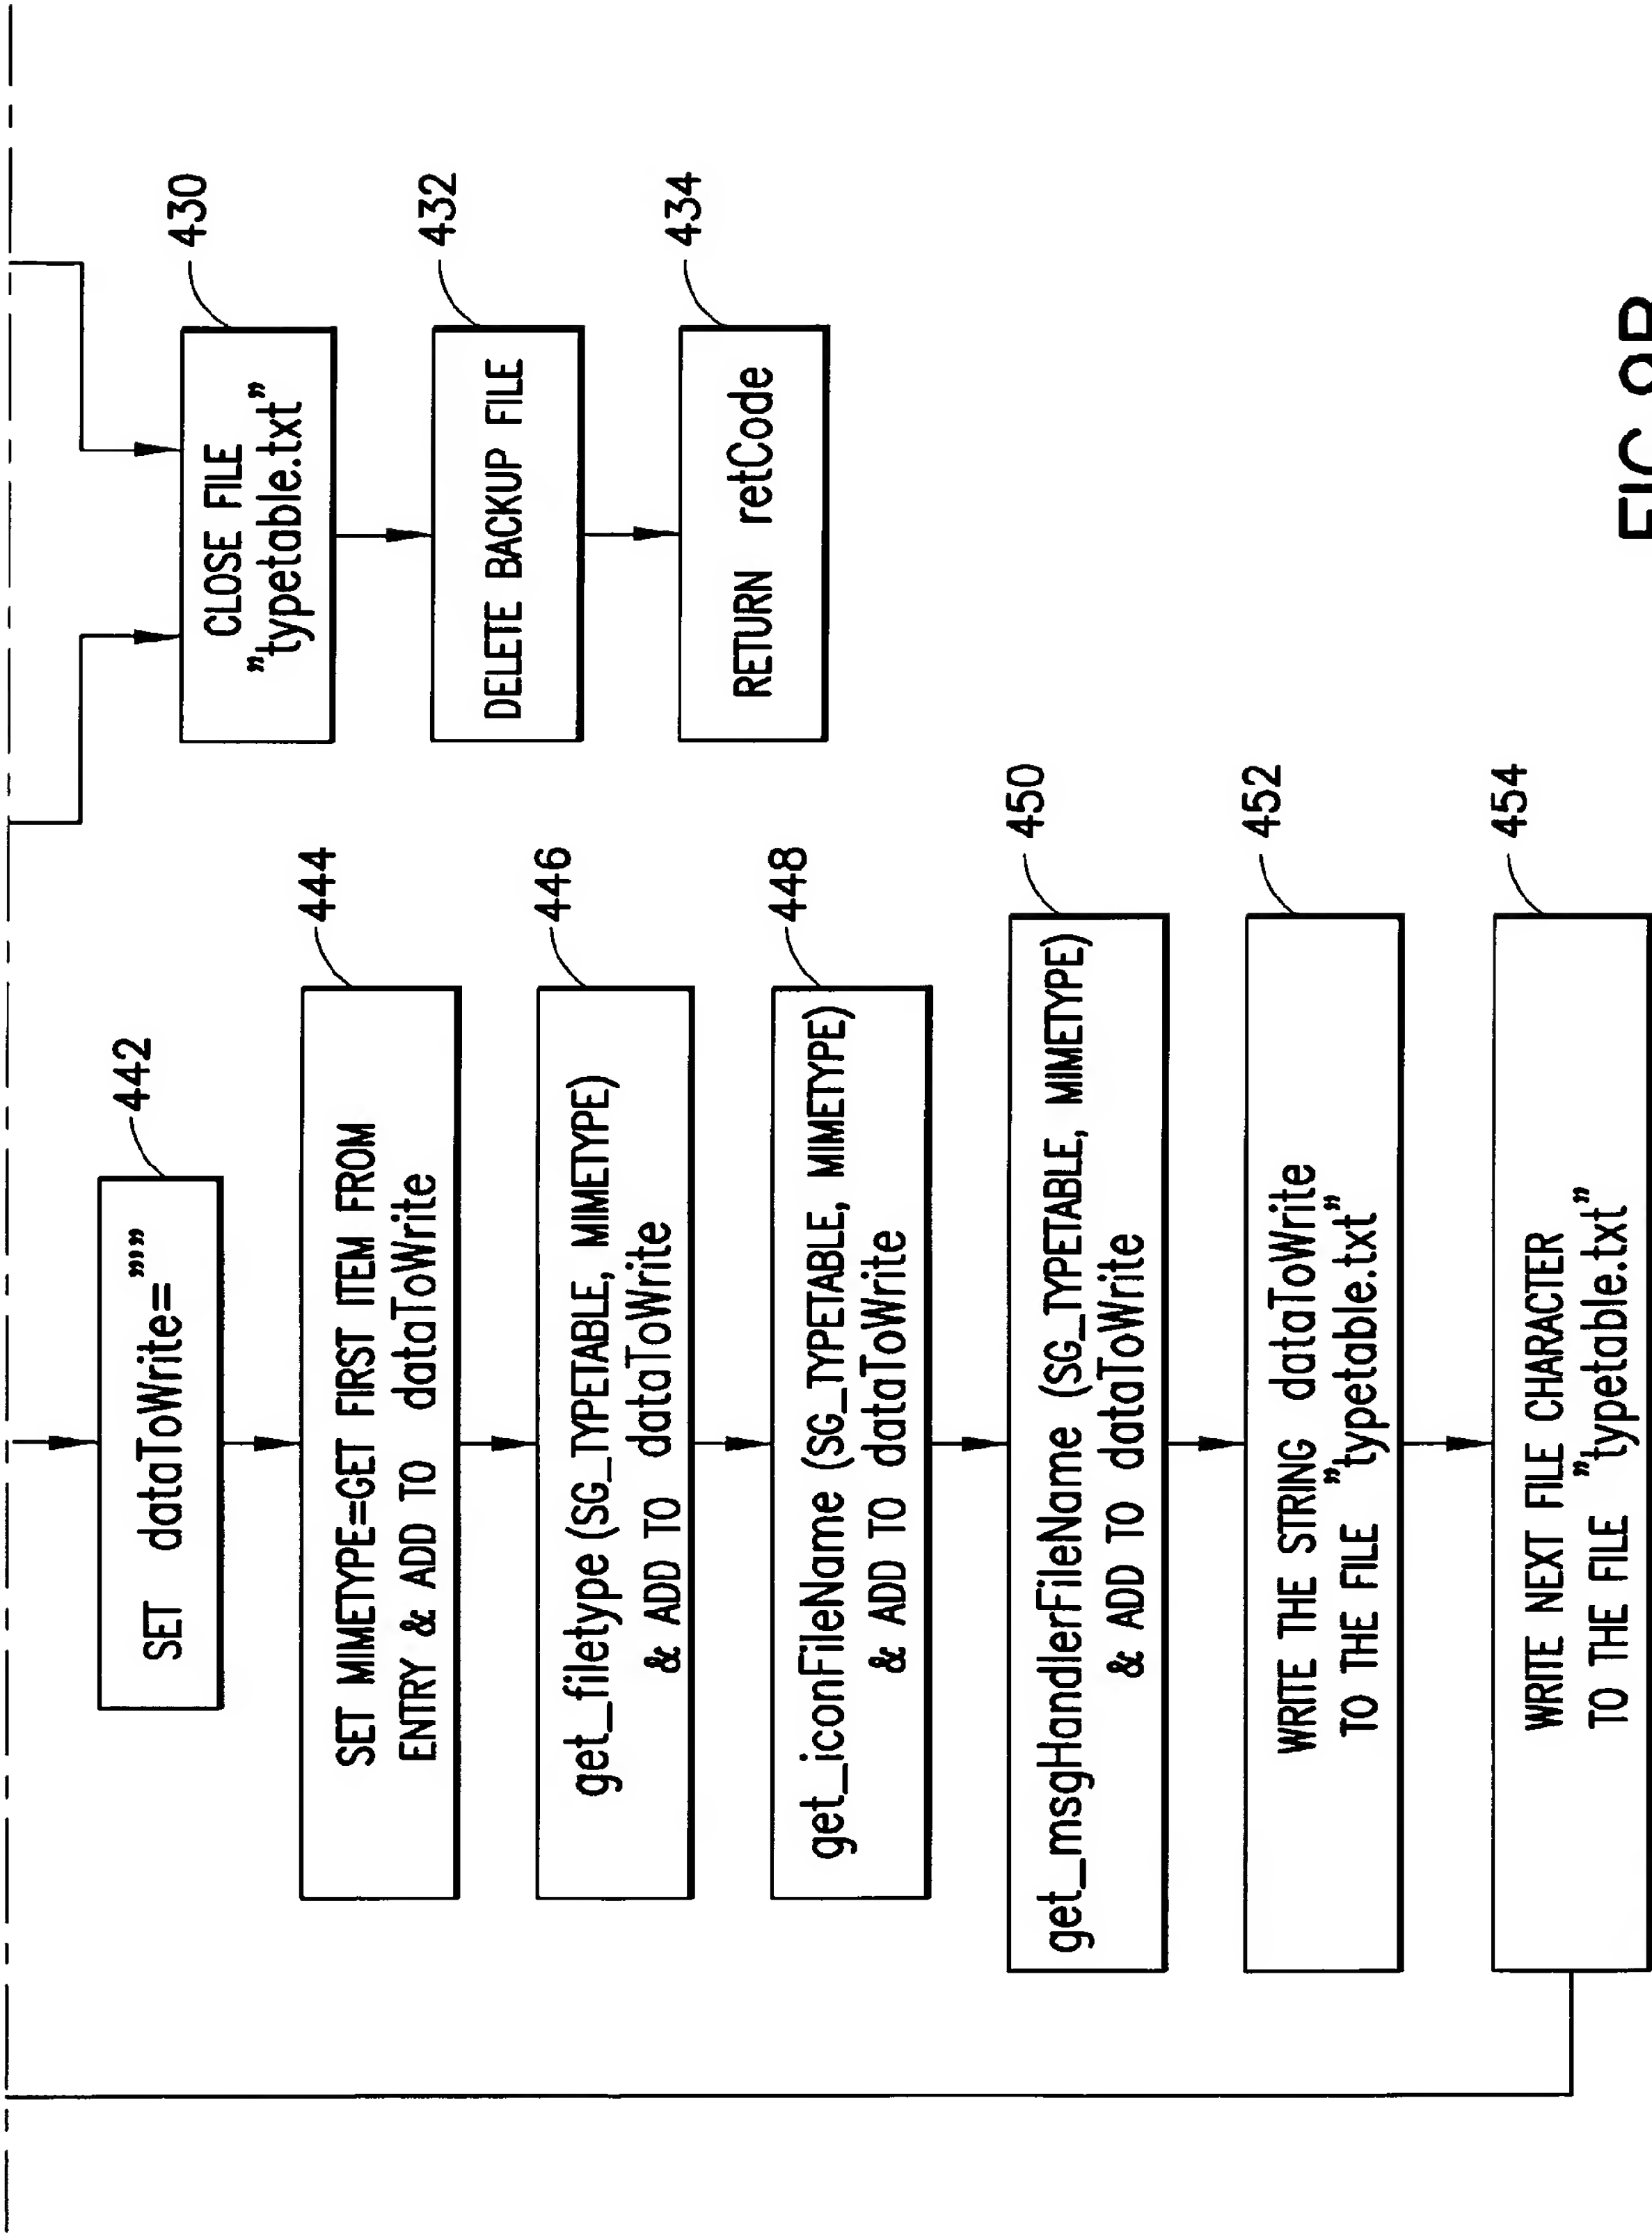 442
SET dataToWrite=””
444
SET MIMETYPE=GET FIRST ITEM FROM
ENTRY & ADD TO dataToWrite
446
get_filetype (SG_TYPETABLE, MIMETYPE)
& ADD TO dataToWrite
448
get_iconFileName (SG_TYPETABLE, MIMETYPE)
& ADD TO dataToWrite
450
get_msgHandlerFileName (SG_TYPETABLE, MIMETYPE)
& ADD TO dataToWrite
452
WRITE THE STRING dataToWrite
TO THE FILE ”typetable.txt”
454
WRITE NEXT FILE CHARACTER
TO THE FILE ”typetable.txt”
430
CLOSE FILE
”typetable.txt”
432
DELETE BACKUP FILE
434
RETURN retCode
FIG.